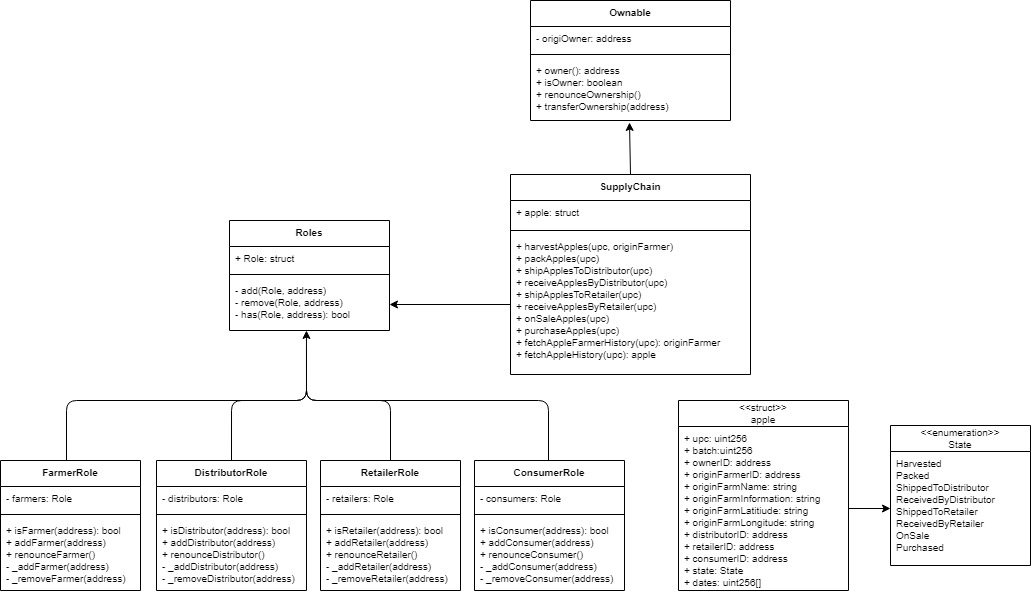 Ownable
- origiOwner: address
+ owner(): address
+ isOwner: boolean
+ renounceOwnership()
+ transferOwnership(address)
SupplyChain
+ apple: struct
+ harvestApples(upc, originFarmer)
+ packApples(upc)
+ shipApplesToDistributor(upc)
+ receiveApplesByDistributor(upc)
+ shipApplesToRetailer(upc)
+ receiveApplesByRetailer(upc)
+ onSaleApples(upc)
+ purchaseApples(upc)
+ fetchAppleFarmerHistory(upc): originFarmer
+ fetchAppleHistory(upc): apple
Roles
+ Role: struct
- add(Role, address)
- remove(Role, address)
- has(Role, address): bool
FarmerRole
- farmers: Role
+ isFarmer(address): bool
+ addFarmer(address)
+ renounceFarmer()
- _addFarmer(address)
- _removeFarmer(address)
DistributorRole
- distributors: Role
+ isDistributor(address): bool
+ addDistributor(address)
+ renounceDistributor()
- _addDistributor(address)
- _removeDistributor(address)
RetailerRole
- retailers: Role
+ isRetailer(address): bool
+ addRetailer(address)
+ renounceRetailer()
- _addRetailer(address)
- _removeRetailer(address)
ConsumerRole
- consumers: Role
+ isConsumer(address): bool
+ addConsumer(address)
+ renounceConsumer()
- _addConsumer(address)
- _removeConsumer(address)
<<struct>>
apple
+ upc: uint256
+ batch:uint256
+ ownerID: address
+ originFarmerID: address
+ originFarmName: string
+ originFarmInformation: string
+ originFarmLatitiude: string
+ originFarmLongitude: string
+ distributorID: address
+ retailerID: address
+ consumerID: address
+ state: State
+ dates: uint256[]
<<enumeration>>
State
Harvested
Packed
ShippedToDistributor
ReceivedByDistributor
ShippedToRetailer
ReceivedByRetailer
OnSale
Purchased